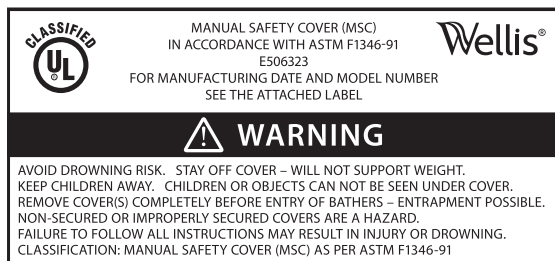 CLASSIFIED
UL
MANUAL SAFETY COVER (MSC)
IN ACCORDANCE WITH ASTM F1346-91
E506323
FOR MANUFACTURING DATE AND MODEL NUMBER
SEE THE ATTACHED LABEL
Wellis®
WARNING
AVOID DROWNING RISK. STAY OFF COVER – WILL NOT SUPPORT WEIGHT.
KEEP CHILDREN AWAY. CHILDREN OR OBJECTS CAN NOT BE SEEN UNDER COVER.
REMOVE COVER(S) COMPLETELY BEFORE ENTRY OF BATHERS – ENTRAPMENT POSSIBLE.
NON-SECURED OR IMPROPERLY SECURED COVERS ARE A HAZARD.
FAILURE TO FOLLOW ALL INSTRUCTIONS MAY RESULT IN INJURY OR DROWNING.
CLASSIFICATION: MANUAL SAFETY COVER (MSC) AS PER ASTM F1346-91